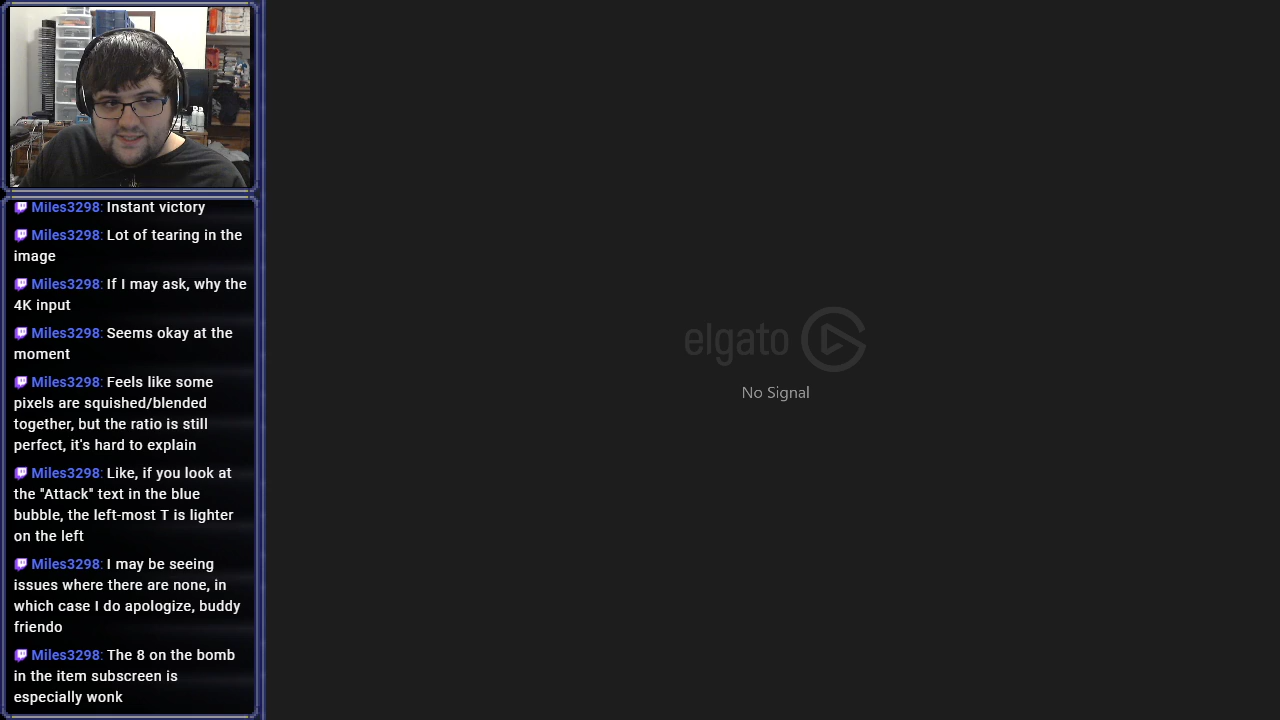 Miles3298: Instant victory
Miles3298: Lot of tearing in the
image
Miles3298: If I may ask, why the
4K input
Miles3298: Seems okay at the
moment
Miles3298: Feels like some
pixels are squished/blended
together, but the ratio is still
perfect, it's hard to explain
Miles3298: Like, if you look at
the "Attack" text in the blue
bubble, the left-most T is lighter
on the left
Miles3298: I may be seeing
issues where there are none, in
which case I do apologize, buddy
friendo
Miles3298: The 8 on the bomb
in the item subscreen is
especially wonk
elgato
No Signal